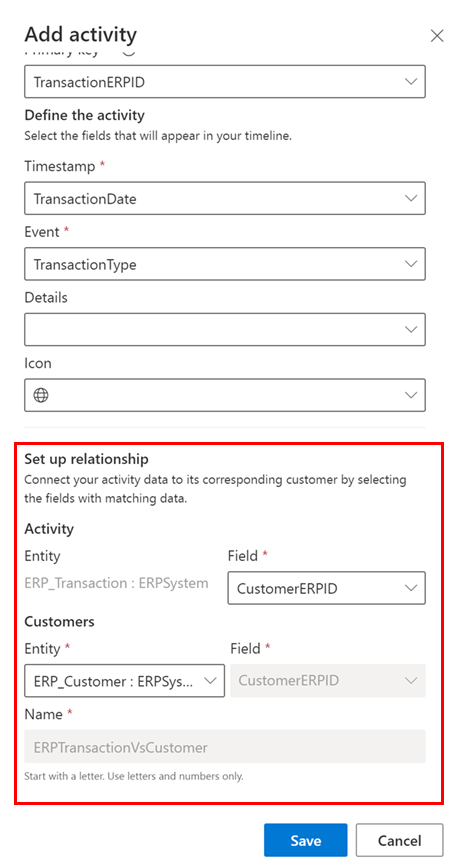 Add activity
Primary key
TransactionERPID
Define the activity
Select the fields that will appear in your timeline.
Timestamp *
TransactionDate
Event *
TransactionType
Details
Icon
Set up relationship
Connect your activity data to its corresponding customer by selecting
the fields with matching data.
Activity
Entity
Field *
ERP_Transaction : ERPSystem
CustomerERPID
Customers
Entity *
Field *
ERP_Customer : ERPSys...
CustomerERPID
Name *
ERPTransactionVsCustomer
Start with a letter. Use letters and numbers only.
Save
Cancel